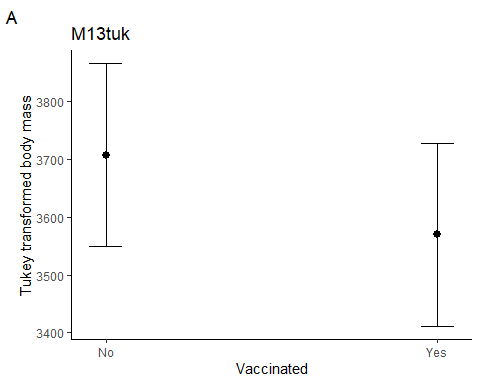 A
M13tuk
Tukey transformed body mass
3800
3700
3600
3500
3400
No
Yes
Vaccinated